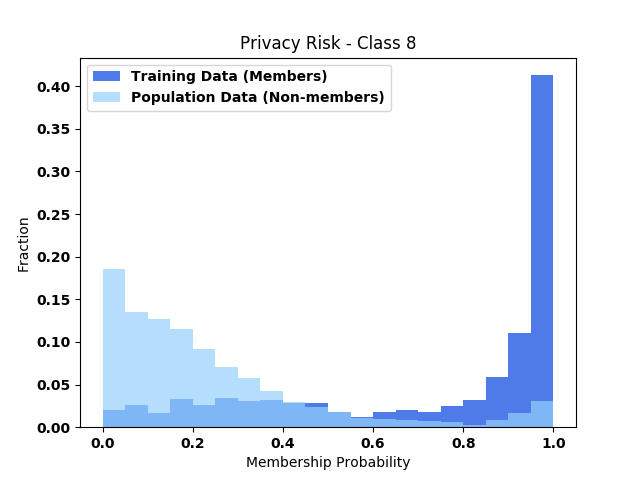 Privacy Risk - Class 8
Training Data (Members)
Population Data (Non-members)
Fraction
0.40
0.35
0.30
0.25
0.20
0.15
0.10
0.05
0.00
0.0 0.2 0.4 0.6 0.8 1.0
Membership Probability